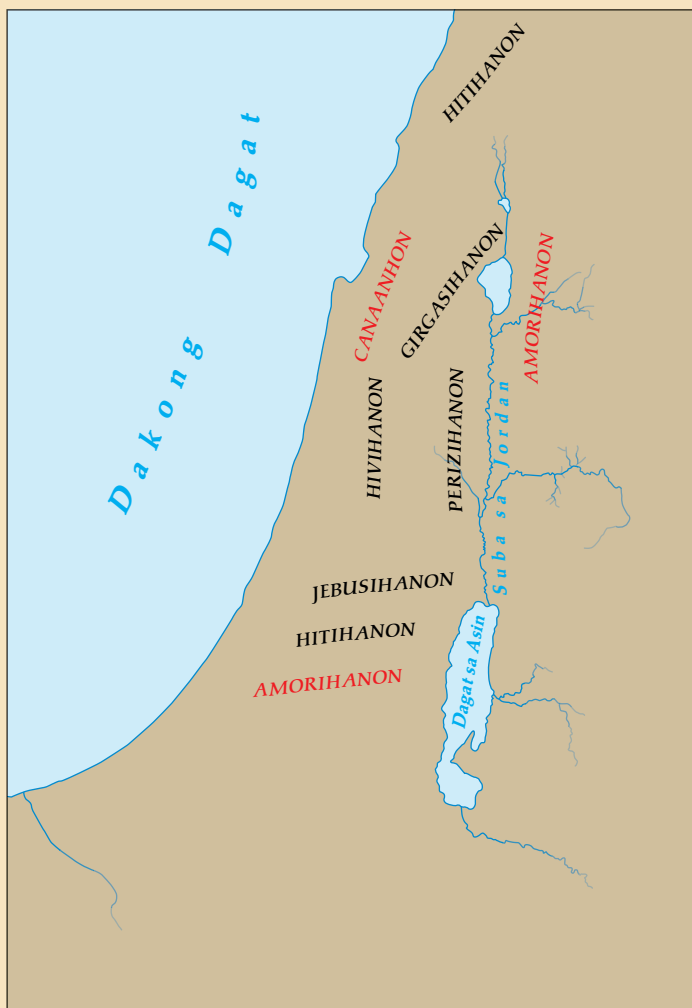 HITIHANON
Dakong Dagat
CANAANHON
GIRGASIHANON
AMORIHANON
HIVIHANON
PERIZIHANON
Suba sa Jordan
JEBUSIHANON
HITIHANON
AMORIHANON
Dagat sa Asin